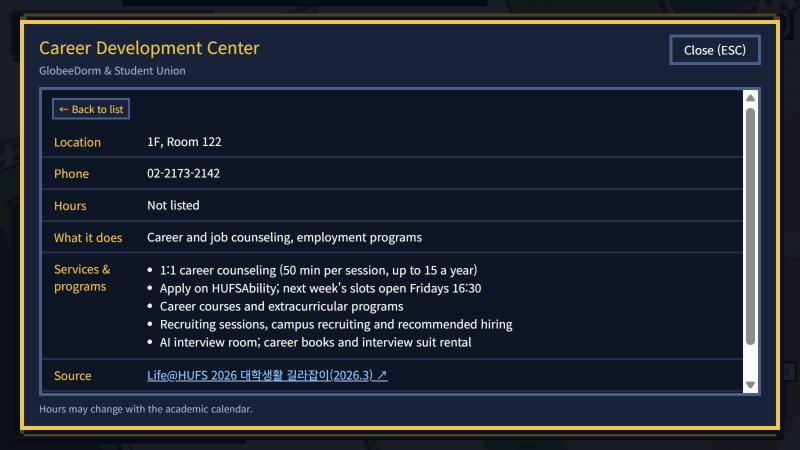 Career Development Center
Close (ESC)
GlobeeDorm & Student Union
← Back to list
Location 1F, Room 122
Phone 02-2173-2142
Hours Not listed
What it does Career and job counseling, employment programs
Services & programs
• 1:1 career counseling (50 min per session, up to 15 a year)
• Apply on HUFSAbility; next week's slots open Fridays 16:30
• Career courses and extracurricular programs
• Recruiting sessions, campus recruiting and recommended hiring
• AI interview room; career books and interview suit rental
Source Life@HUFS 2026 대학생활 길라잡이(2026.3) ↗
Hours may change with the academic calendar.